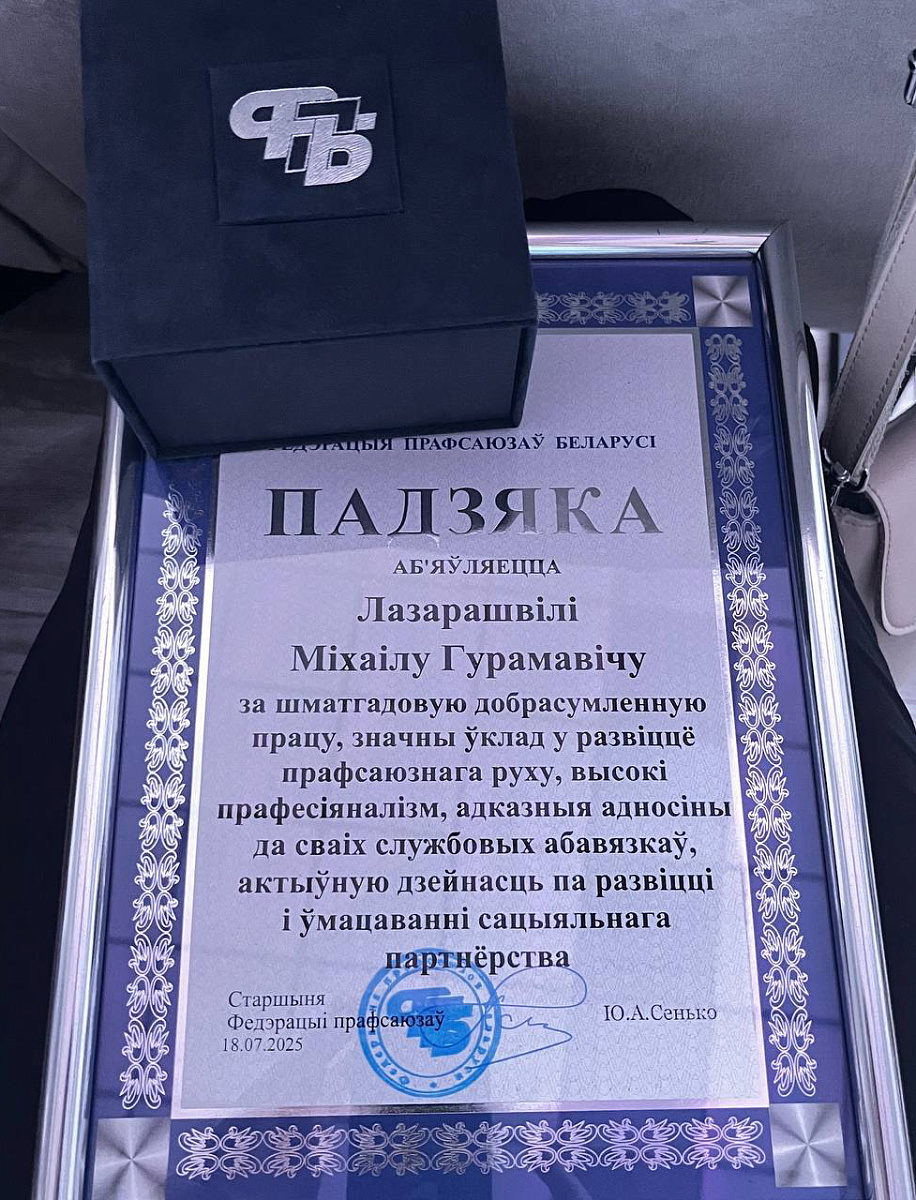 ФПБ
ПРАФСАЮЗАЎ БЕЛАРУСІ
ПАДЗЯКА
АБ'ЯЎЛЯЕЦЦА
Лазарашвілі
Міхаілу Гурамавічу
за шматгадовую добрасумленную
працу, значны ўклад у развіццё
прафсаюзнага руху, высокі
прафесіяналізм, адказныя адносіны
да сваіх службовых абавязкаў,
актыўную дзейнасць па развіцці
і ўмацаванні сацыяльнага
партнёрства
Старшыня
Федэрацыі прафсаюзаў
18.07.2025
Ю.А.Сенько
ФПБ